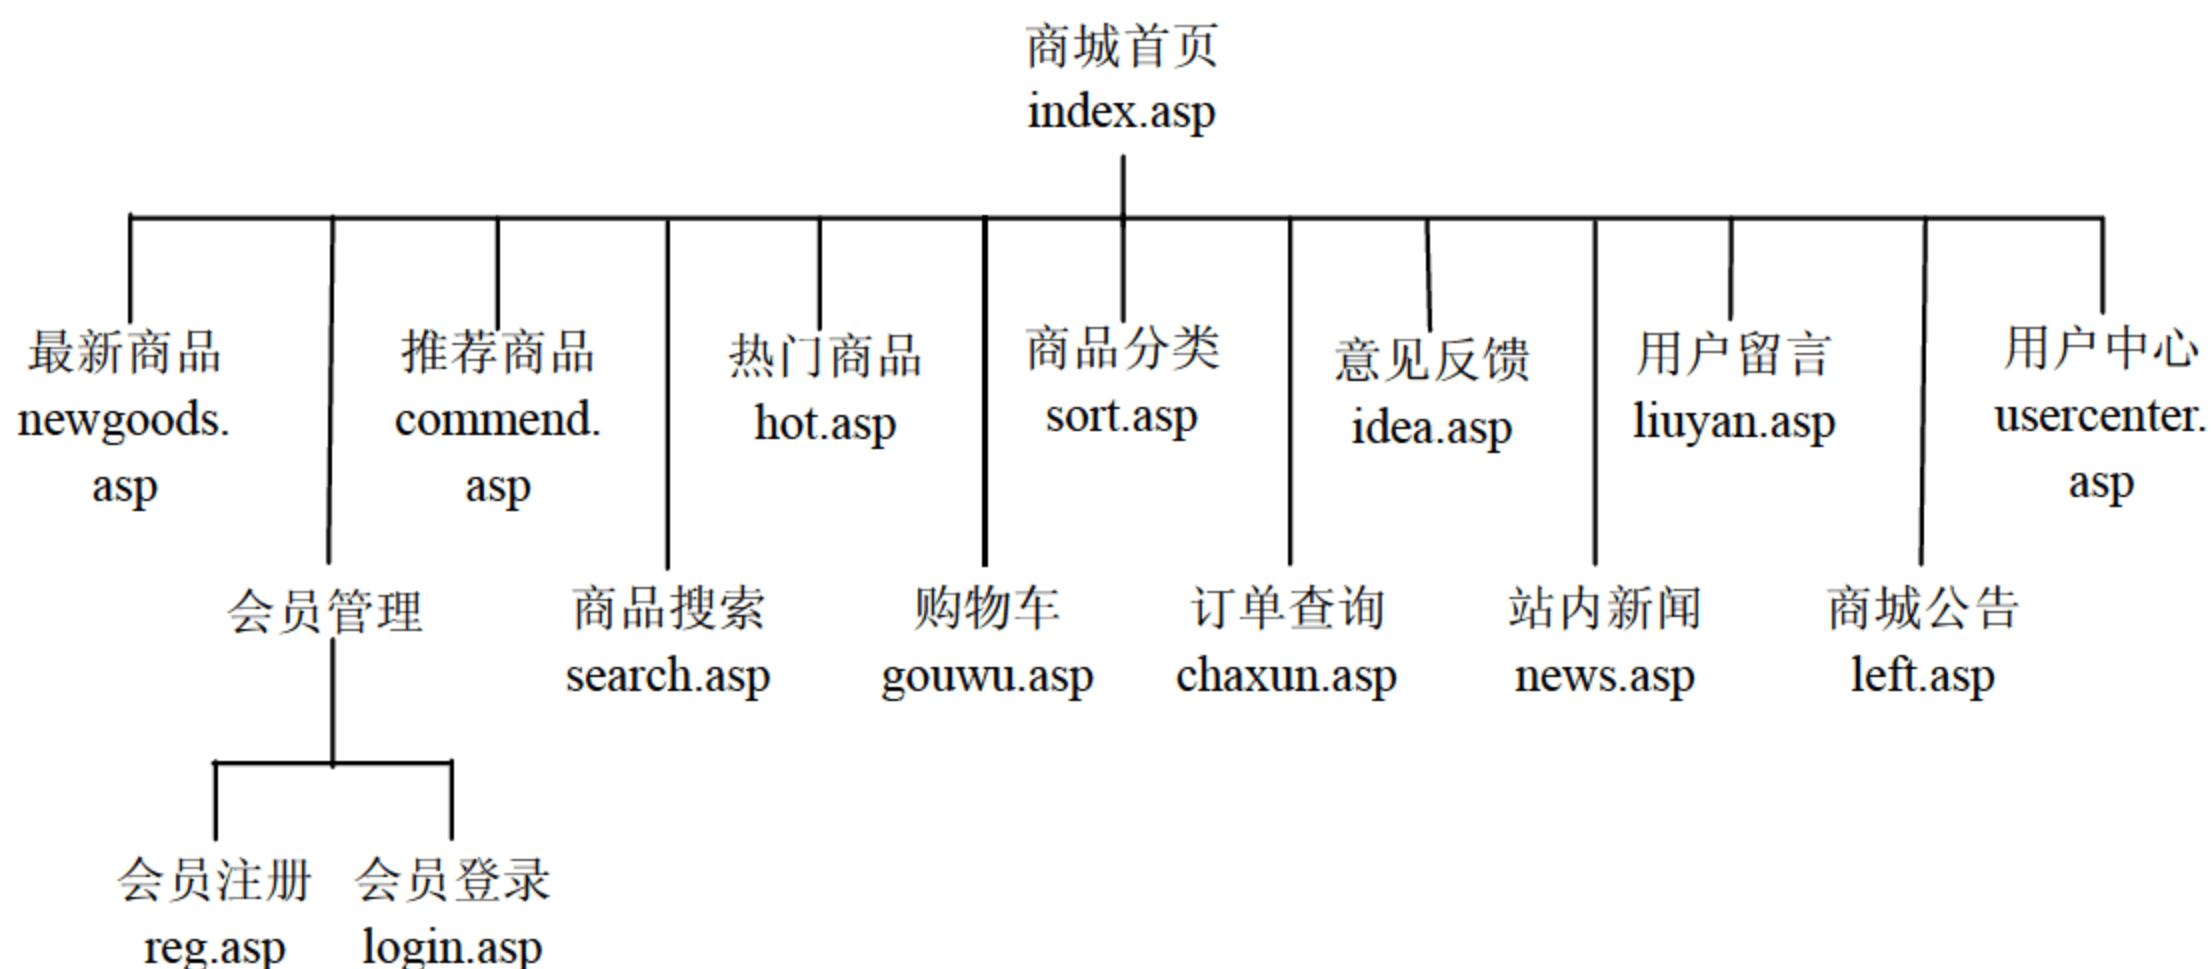 商城首页
index.asp
最新商品
newgoods.
asp
推荐商品
commend.
asp
热门商品
hot.asp
商品分类
sort.asp
意见反馈
idea.asp
用户留言
liuyan.asp
用户中心
usercenter.
asp
会员管理
商品搜索
search.asp
购物车
gouwu.asp
订单查询
chaxun.asp
站内新闻
news.asp
商城公告
left.asp
会员注册
reg.asp
会员登录
login.asp